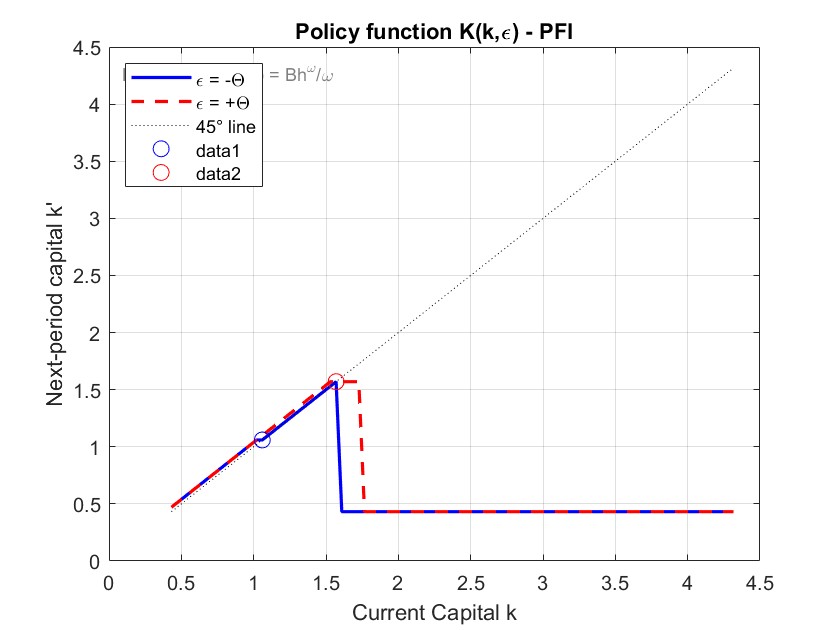 Policy function K(k,ϵ) - PFI
= Bh^ω/ω
ϵ = -Θ
ϵ = +Θ
45° line
data1
data2
4.5
4
3.5
3
2.5
2
1.5
1
0.5
0
Next-period capital k'
0 0.5 1 1.5 2 2.5 3 3.5 4 4.5
Current Capital k